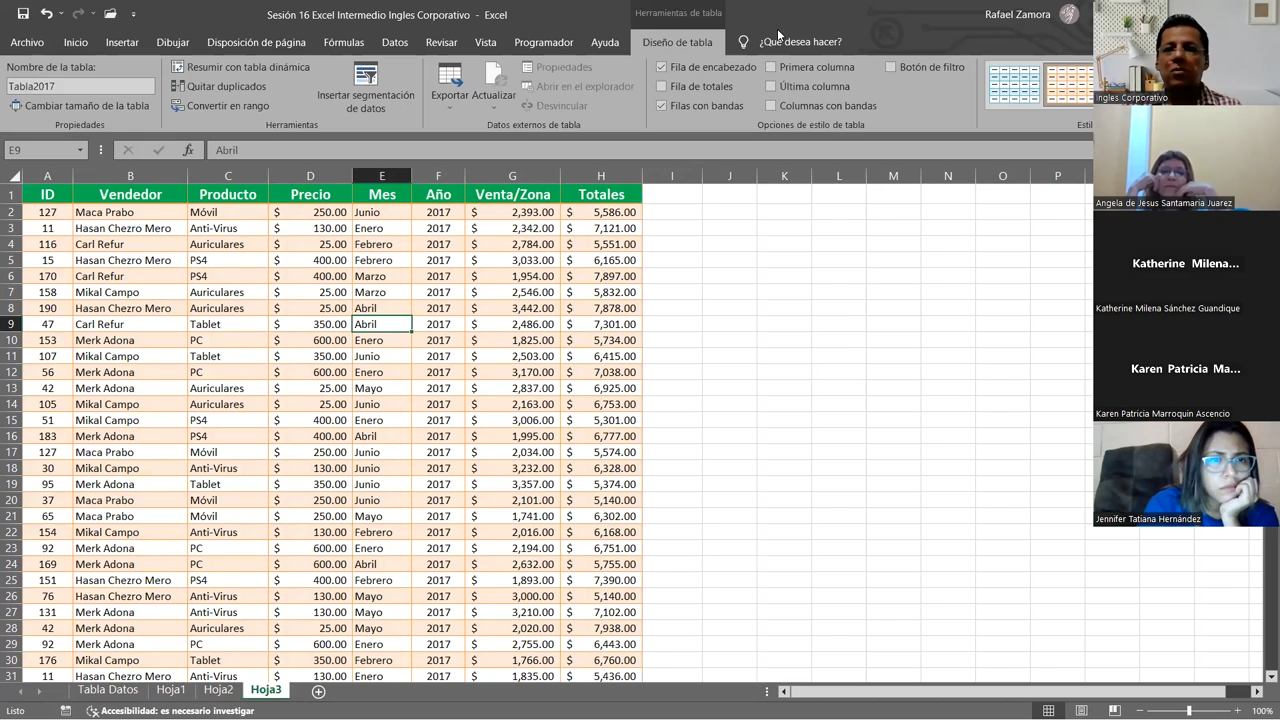 Sesión 16 Excel Intermedio Ingles Corporativo - Excel
Herramientas de tabla
Rafael Zamora
Archivo Inicio Insertar Dibujar Disposición de página Fórmulas Datos Revisar Vista Programador Ayuda Diseño de tabla ¿Qué desea hacer?
Nombre de la tabla:
Tabla2017
Cambiar tamaño de la tabla
Propiedades
Resumir con tabla dinámica
Quitar duplicados
Convertir en rango
Insertar segmentación
de datos
Herramientas
Exportar Actualizar
Propiedades
Abrir en el explorador
Desvincular
Datos externos de tabla
Fila de encabezado Primera columna Botón de filtro
Fila de totales Última columna
Filas con bandas Columnas con bandas
Opciones de estilo de tabla
Estil
E9 fx Abril
A B C D E F G H I J K L M N O P
1 ID Vendedor Producto Precio Mes Año Venta/Zona Totales
2 127 Maca Prabo Móvil $ 250.00 Junio 2017 $ 2,393.00 $ 5,586.00
3 11 Hasan Chezro Mero Anti-Virus $ 130.00 Enero 2017 $ 2,342.00 $ 7,121.00
4 116 Carl Refur Auriculares $ 25.00 Febrero 2017 $ 2,784.00 $ 5,551.00
5 15 Hasan Chezro Mero PS4 $ 400.00 Febrero 2017 $ 3,033.00 $ 6,165.00
6 170 Carl Refur PS4 $ 400.00 Marzo 2017 $ 1,954.00 $ 7,897.00
7 158 Mikal Campo Auriculares $ 25.00 Marzo 2017 $ 2,546.00 $ 5,832.00
8 190 Hasan Chezro Mero Auriculares $ 25.00 Abril 2017 $ 3,442.00 $ 7,878.00
9 47 Carl Refur Tablet $ 350.00 Abril 2017 $ 2,486.00 $ 7,301.00
10 153 Merk Adona PC $ 600.00 Enero 2017 $ 1,825.00 $ 5,734.00
11 107 Mikal Campo Tablet $ 350.00 Junio 2017 $ 2,503.00 $ 6,415.00
12 56 Merk Adona PC $ 600.00 Enero 2017 $ 3,170.00 $ 7,038.00
13 42 Merk Adona Auriculares $ 25.00 Mayo 2017 $ 2,837.00 $ 6,925.00
14 105 Mikal Campo Auriculares $ 25.00 Junio 2017 $ 2,163.00 $ 6,753.00
15 51 Mikal Campo PS4 $ 400.00 Enero 2017 $ 3,006.00 $ 5,301.00
16 183 Merk Adona PS4 $ 400.00 Abril 2017 $ 1,995.00 $ 6,777.00
17 127 Maca Prabo Móvil $ 250.00 Junio 2017 $ 2,034.00 $ 5,574.00
18 30 Mikal Campo Anti-Virus $ 130.00 Junio 2017 $ 3,232.00 $ 6,328.00
19 95 Merk Adona Tablet $ 350.00 Junio 2017 $ 3,357.00 $ 5,374.00
20 37 Maca Prabo Móvil $ 250.00 Junio 2017 $ 2,101.00 $ 5,140.00
21 65 Maca Prabo Móvil $ 250.00 Mayo 2017 $ 1,741.00 $ 6,302.00
22 154 Mikal Campo Anti-Virus $ 130.00 Febrero 2017 $ 2,016.00 $ 6,168.00
23 92 Merk Adona PC $ 600.00 Enero 2017 $ 2,194.00 $ 6,751.00
24 169 Merk Adona PC $ 600.00 Abril 2017 $ 2,632.00 $ 5,755.00
25 151 Hasan Chezro Mero PS4 $ 400.00 Febrero 2017 $ 1,893.00 $ 7,390.00
26 76 Hasan Chezro Mero Anti-Virus $ 130.00 Mayo 2017 $ 3,000.00 $ 5,140.00
27 131 Merk Adona Anti-Virus $ 130.00 Mayo 2017 $ 3,210.00 $ 7,102.00
28 42 Merk Adona Auriculares $ 25.00 Mayo 2017 $ 2,020.00 $ 7,938.00
29 92 Merk Adona PC $ 600.00 Enero 2017 $ 2,755.00 $ 6,443.00
30 176 Mikal Campo Tablet $ 350.00 Febrero 2017 $ 1,766.00 $ 6,760.00
31 11 Hasan Chezro Mero Anti-Virus $ 130.00 Enero 2017 $ 1,835.00 $ 5,436.00
Tabla Datos Hoja1 Hoja2 Hoja3
Listo Accesibilidad: es necesario investigar 100%
Ingles Corporativo
Angela de Jesus Santamaria Juarez
Katherine Milena...
Katherine Milena Sánchez Guandique
Karen Patricia Ma...
Karen Patricia Marroquin Ascencio
Jennifer Tatiana Hernández